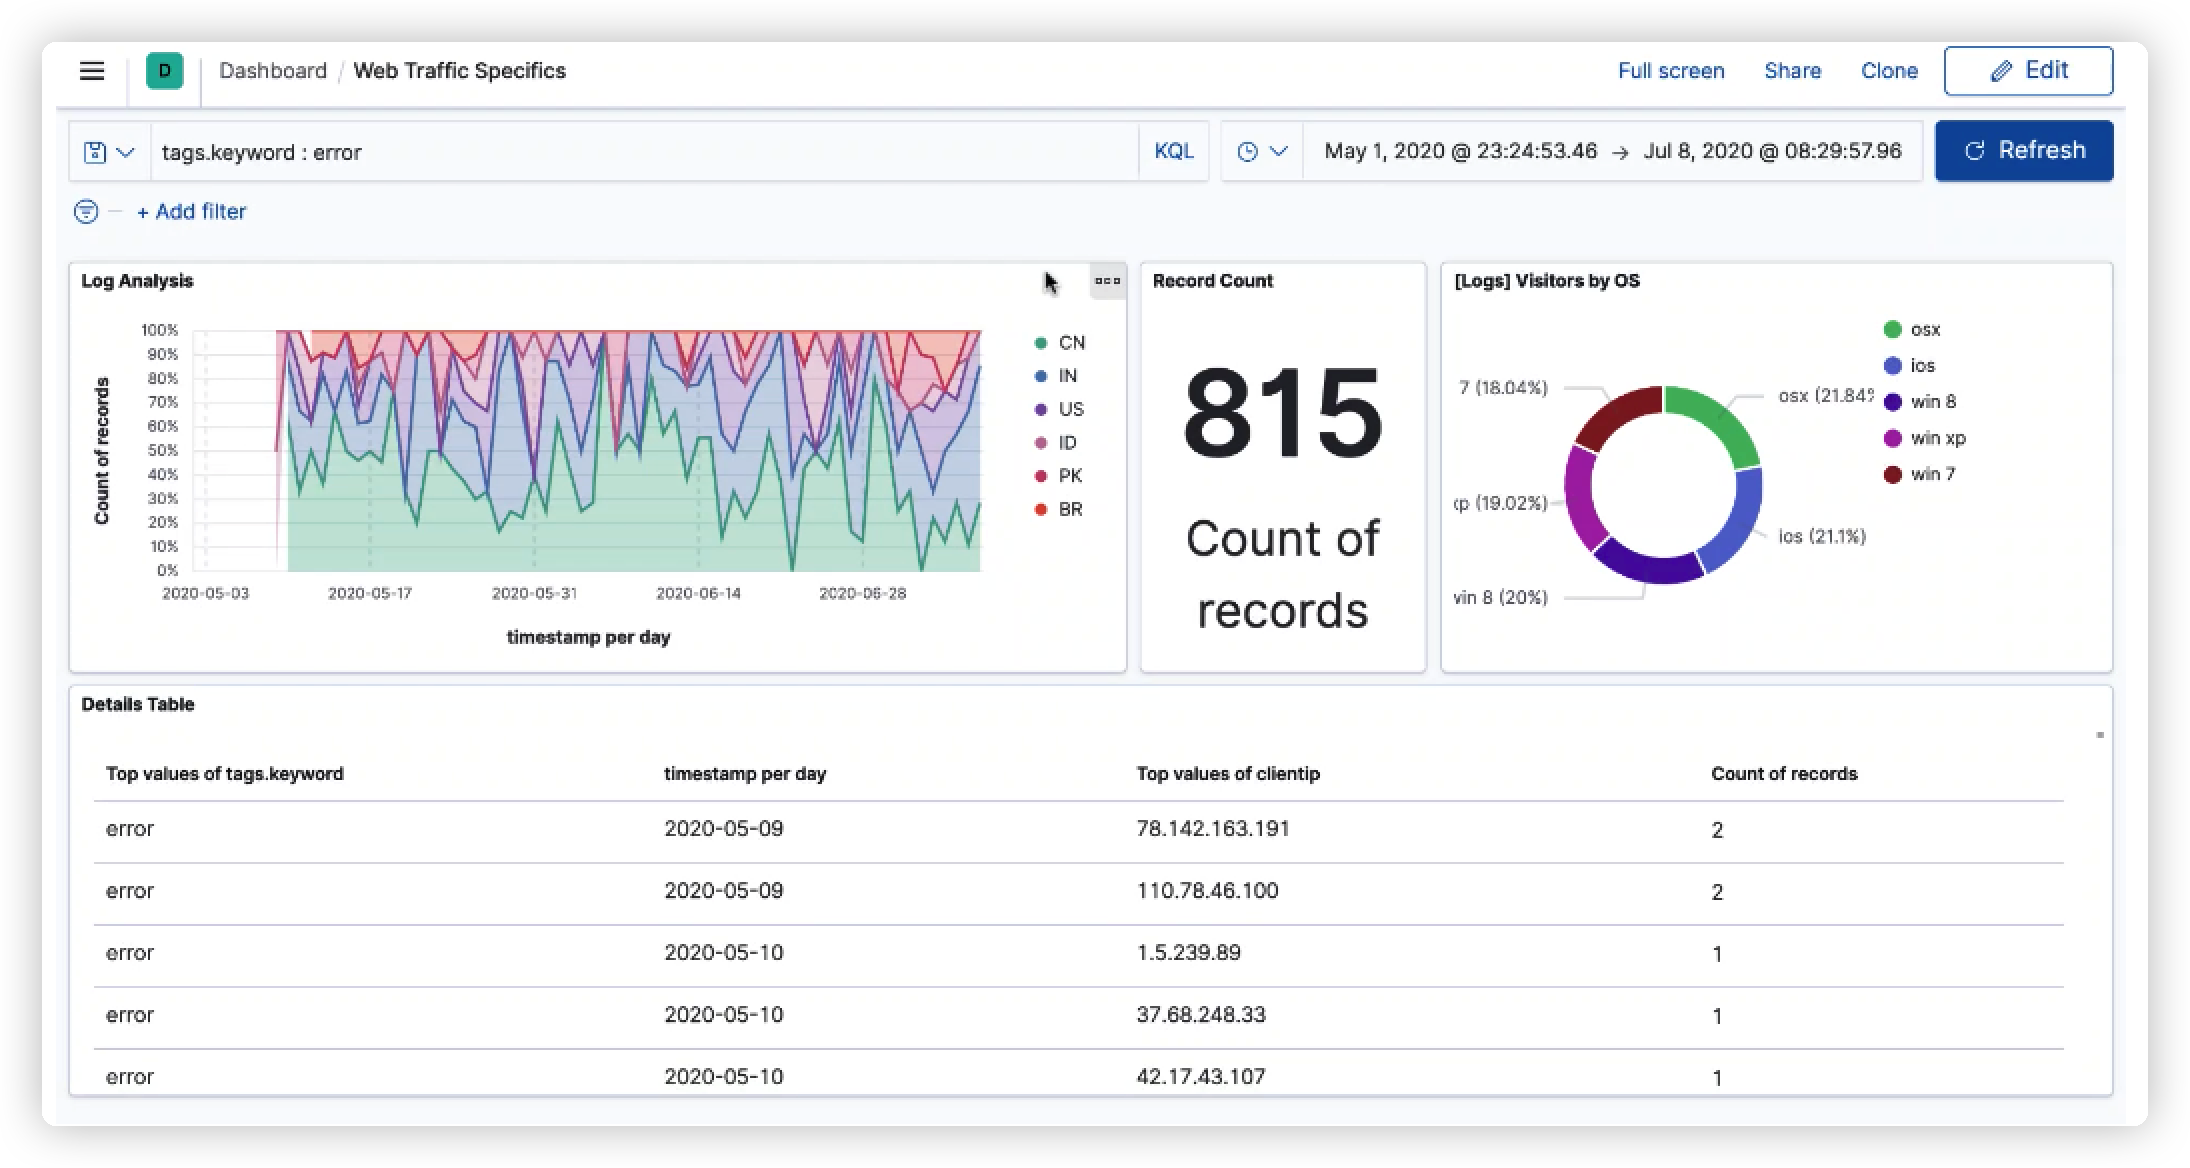 D Dashboard / Web Traffic Specifics Full screen Share Clone Edit
tags.keyword : error KQL May 1, 2020 @ 23:24:53.46 → Jul 8, 2020 @ 08:29:57.96 Refresh
+ Add filter
Log Analysis
Count of records
100%
90%
80%
70%
60%
50%
40%
30%
20%
10%
0%
2020-05-03 2020-05-17 2020-05-31 2020-06-14 2020-06-28
timestamp per day
CN
IN
US
ID
PK
BR
Record Count
815
Count of
records
[Logs] Visitors by OS
7 (18.04%)
osx (21.84%
xp (19.02%)
ios (21.1%)
win 8 (20%)
osx
ios
win 8
win xp
win 7
Details Table
Top values of tags.keyword timestamp per day Top values of clientip Count of records
error 2020-05-09 78.142.163.191 2
error 2020-05-09 110.78.46.100 2
error 2020-05-10 1.5.239.89 1
error 2020-05-10 37.68.248.33 1
error 2020-05-10 42.17.43.107 1